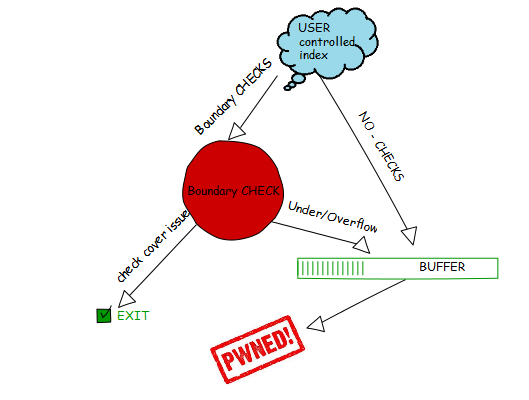 USER
controlled
index
Boundary CHECKS
NO - CHECKS
Boundary CHECK
Under/Overflow
check cover issue
BUFFER
EXIT
PWNED!